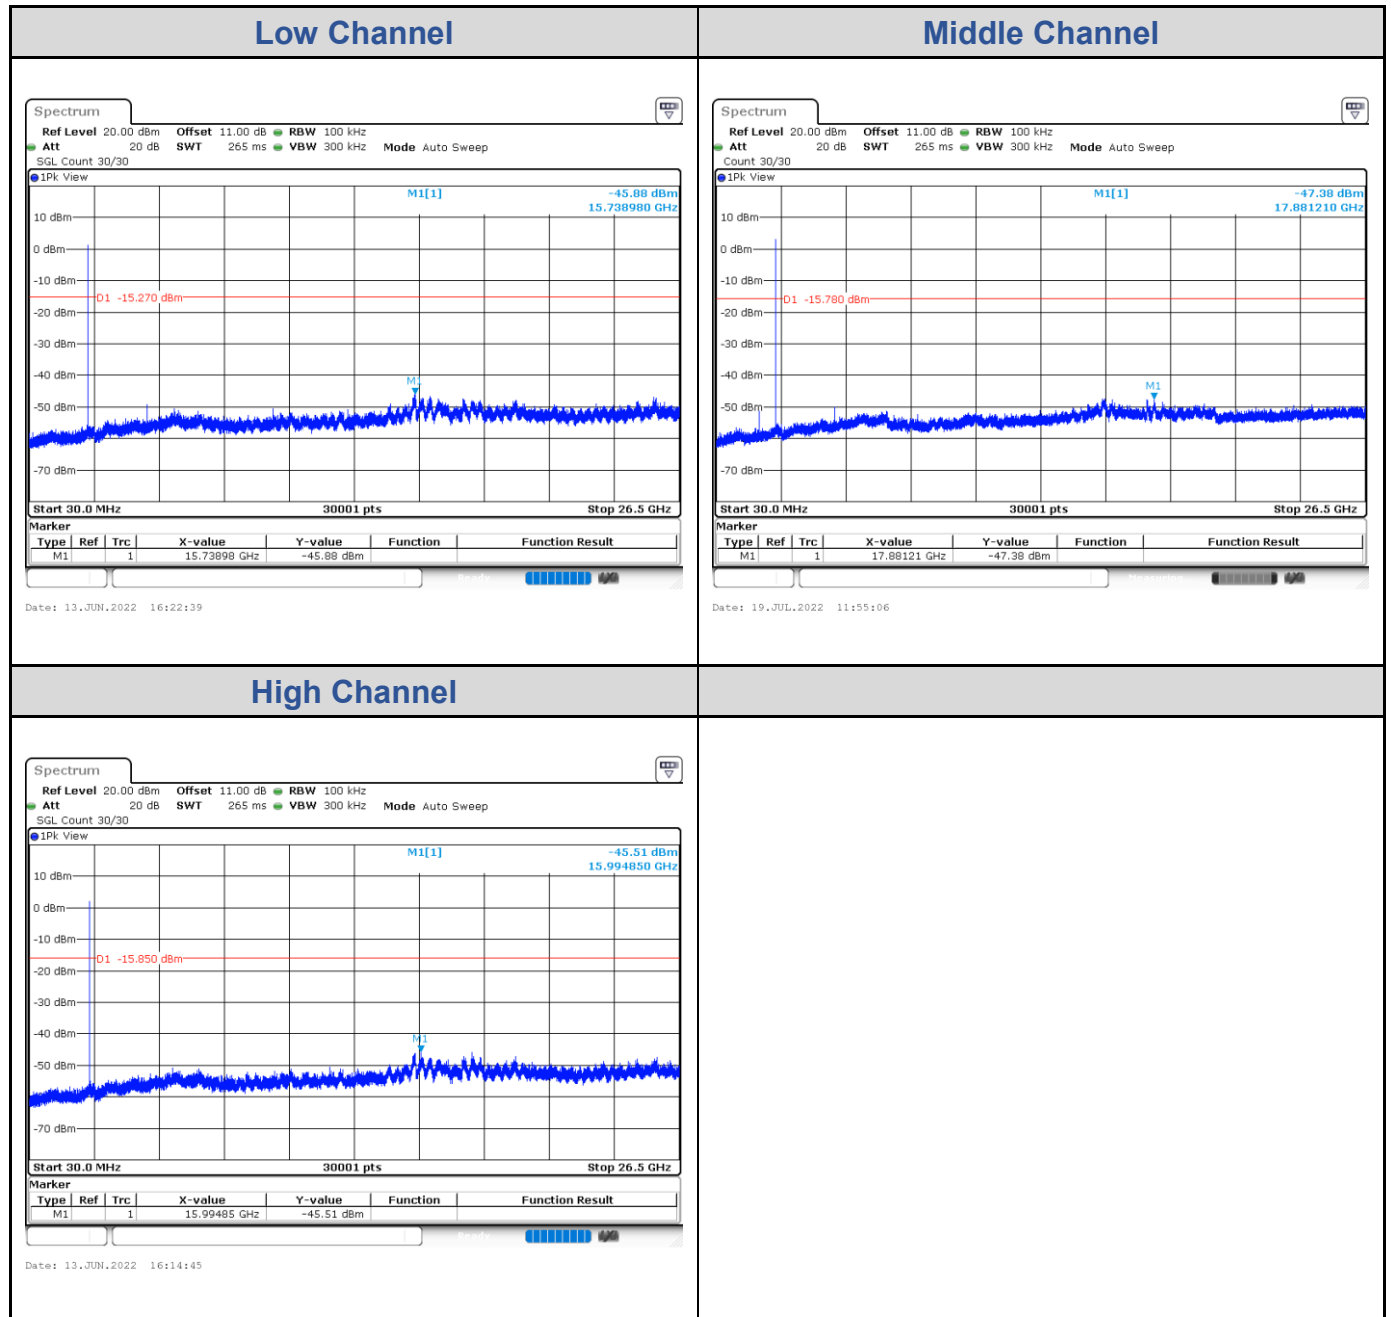 Low Channel
Middle Channel
Spectrum
Ref Level 20.00 dBm Offset 11.00 dB RBW 100 kHz
Att 20 dB SWT 265 ms VBW 300 kHz Mode Auto Sweep
SGL Count 30/30
1Pk View
M1[1] -45.88 dBm
15.738980 GHz
10 dBm
0 dBm
-10 dBm
D1 -15.270 dBm
-20 dBm
-30 dBm
-40 dBm
M1
-50 dBm
-70 dBm
Start 30.0 MHz 30001 pts Stop 26.5 GHz
Marker
Type Ref Trc X-value Y-value Function Function Result
M1 1 15.73898 GHz -45.88 dBm
Ready
Date: 13.JUN.2022 16:22:39
Spectrum
Ref Level 20.00 dBm Offset 11.00 dB RBW 100 kHz
Att 20 dB SWT 265 ms VBW 300 kHz Mode Auto Sweep
Count 30/30
1Pk View
M1[1] -47.38 dBm
17.881210 GHz
10 dBm
0 dBm
-10 dBm
D1 -15.780 dBm
-20 dBm
-30 dBm
-40 dBm
M1
-50 dBm
-70 dBm
Start 30.0 MHz 30001 pts Stop 26.5 GHz
Marker
Type Ref Trc X-value Y-value Function Function Result
M1 1 17.88121 GHz -47.38 dBm
Measuring
Date: 19.JUL.2022 11:55:06
High Channel
Spectrum
Ref Level 20.00 dBm Offset 11.00 dB RBW 100 kHz
Att 20 dB SWT 265 ms VBW 300 kHz Mode Auto Sweep
SGL Count 30/30
1Pk View
M1[1] -45.51 dBm
15.994850 GHz
10 dBm
0 dBm
-10 dBm
D1 -15.850 dBm
-20 dBm
-30 dBm
-40 dBm
M1
-50 dBm
-70 dBm
Start 30.0 MHz 30001 pts Stop 26.5 GHz
Marker
Type Ref Trc X-value Y-value Function Function Result
M1 1 15.99485 GHz -45.51 dBm
Ready
Date: 13.JUN.2022 16:14:45